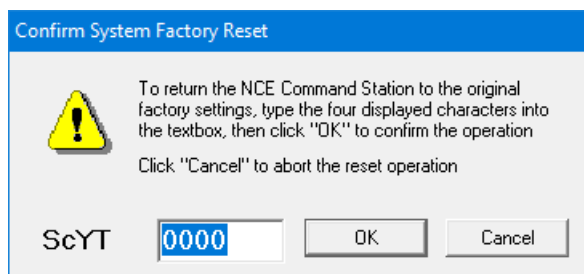 Confirm System Factory Reset
To return the NCE Command Station to the original
factory settings, type the four displayed characters into
the textbox, then click "OK" to confirm the operation
Click "Cancel" to abort the reset operation
ScYT 0000 OK Cancel